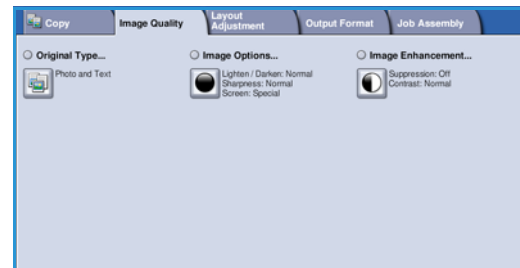 Copy
Image Quality
Layout
Adjustment
Output Format
Job Assembly
Original Type...
Photo and Text
Image Options...
Lighten / Darken: Normal
Sharpness: Normal
Screen: Special
Image Enhancement...
Suppression: Off
Contrast: Normal